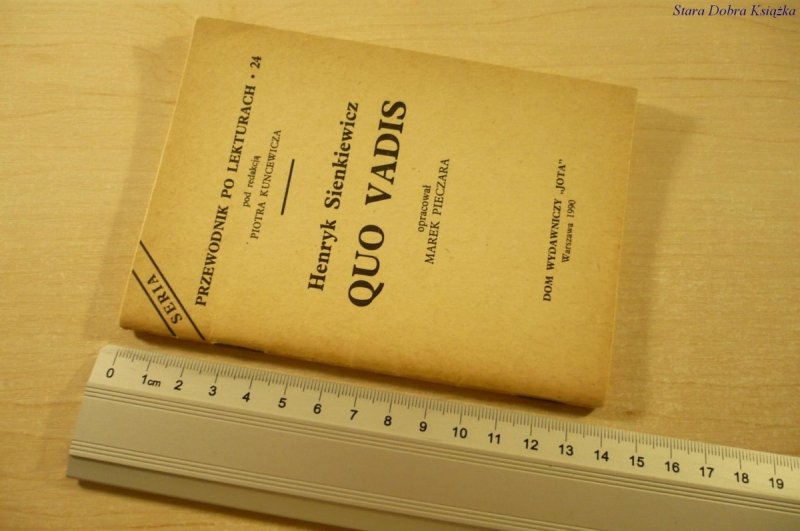 Stara Dobra Książka
SERIA
PRZEWODNIK PO LEKTURACH • 24
pod redakcją
PIOTRA KUNCEWICZA
Henryk Sienkiewicz
QUO VADIS
opracował
MAREK PIECZARA
DOM WYDAWNICZY „JOTA”
Warszawa 1990
0 1cm 2 3 4 5 6 7 8 9 10 11 12 13 14 15 16 17 18 19